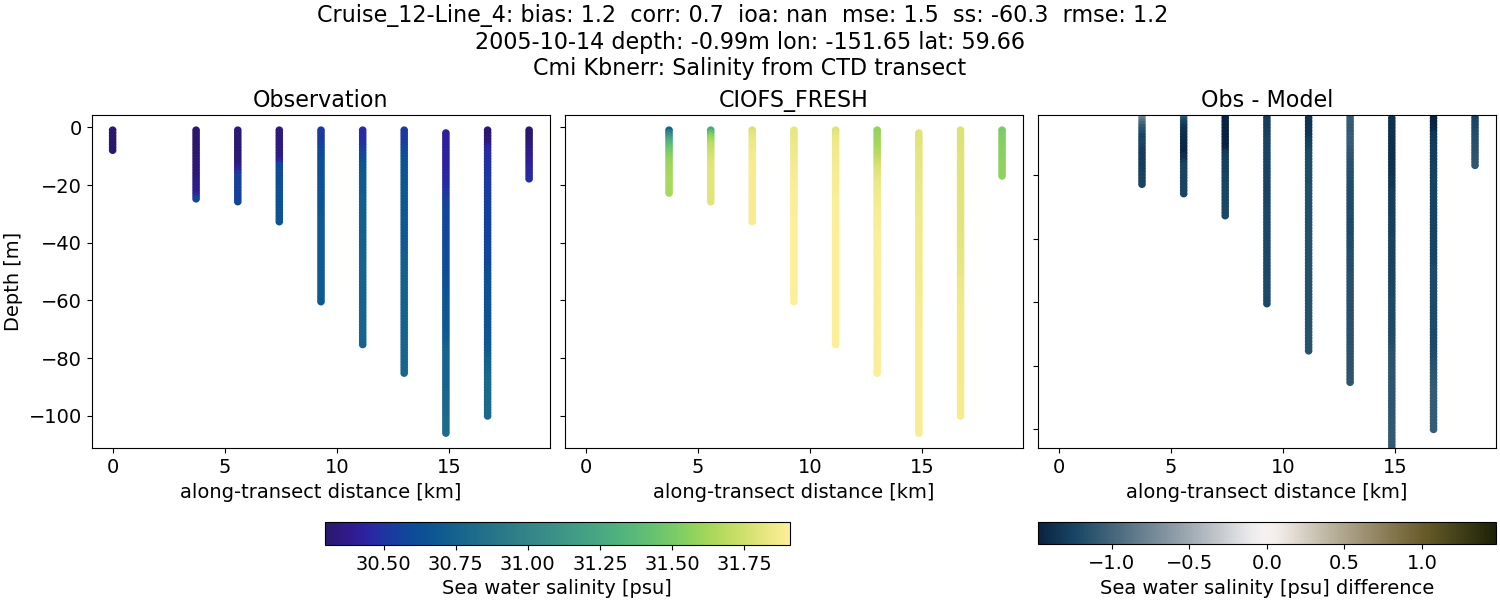 Cruise_12-Line_4: bias: 1.2  corr: 0.7  ioa: nan  mse: 1.5  ss: -60.3  rmse: 1.2
2005-10-14 depth: -0.99m lon: -151.65 lat: 59.66
Cmi Kbnerr: Salinity from CTD transect
Observation
CIOFS_FRESH
Obs - Model
Depth [m]
0
−20
−40
−60
−80
−100
0 5 10 15
0 5 10 15
0 5 10 15
along-transect distance [km]
along-transect distance [km]
along-transect distance [km]
30.50 30.75 31.00 31.25 31.50 31.75
Sea water salinity [psu]
−1.0 −0.5 0.0 0.5 1.0
Sea water salinity [psu] difference